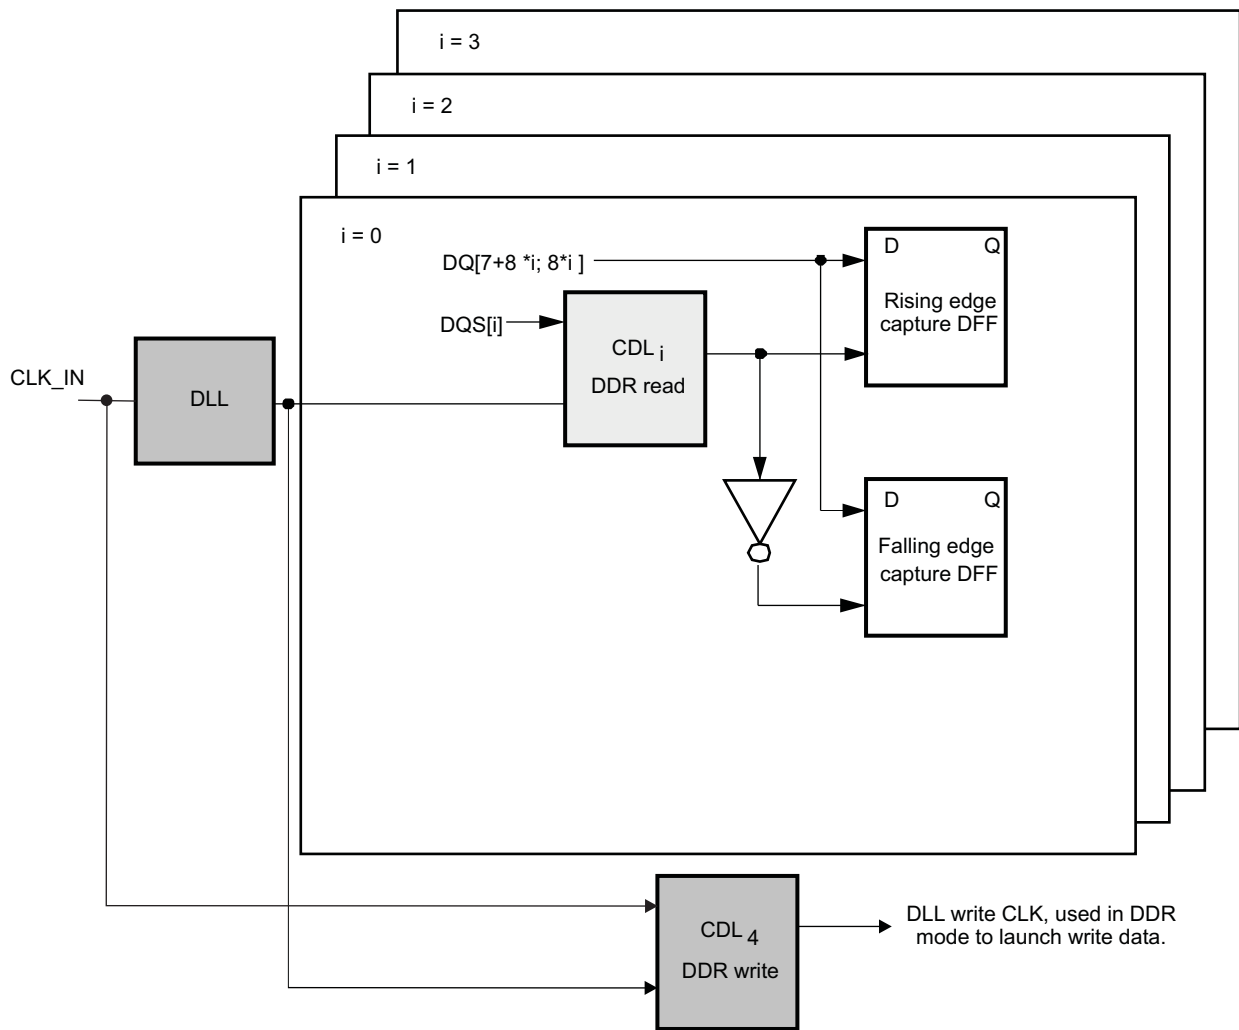 i = 3
i = 2
i = 1
i = 0
DQ[7+8 *i; 8*i ]
D Q
Rising edge
capture DFF
DQS[i]
CDL i
DDR read
CLK_IN
DLL
D Q
Falling edge
capture DFF
CDL 4
DDR write
DLL write CLK, used in DDR
mode to launch write data.